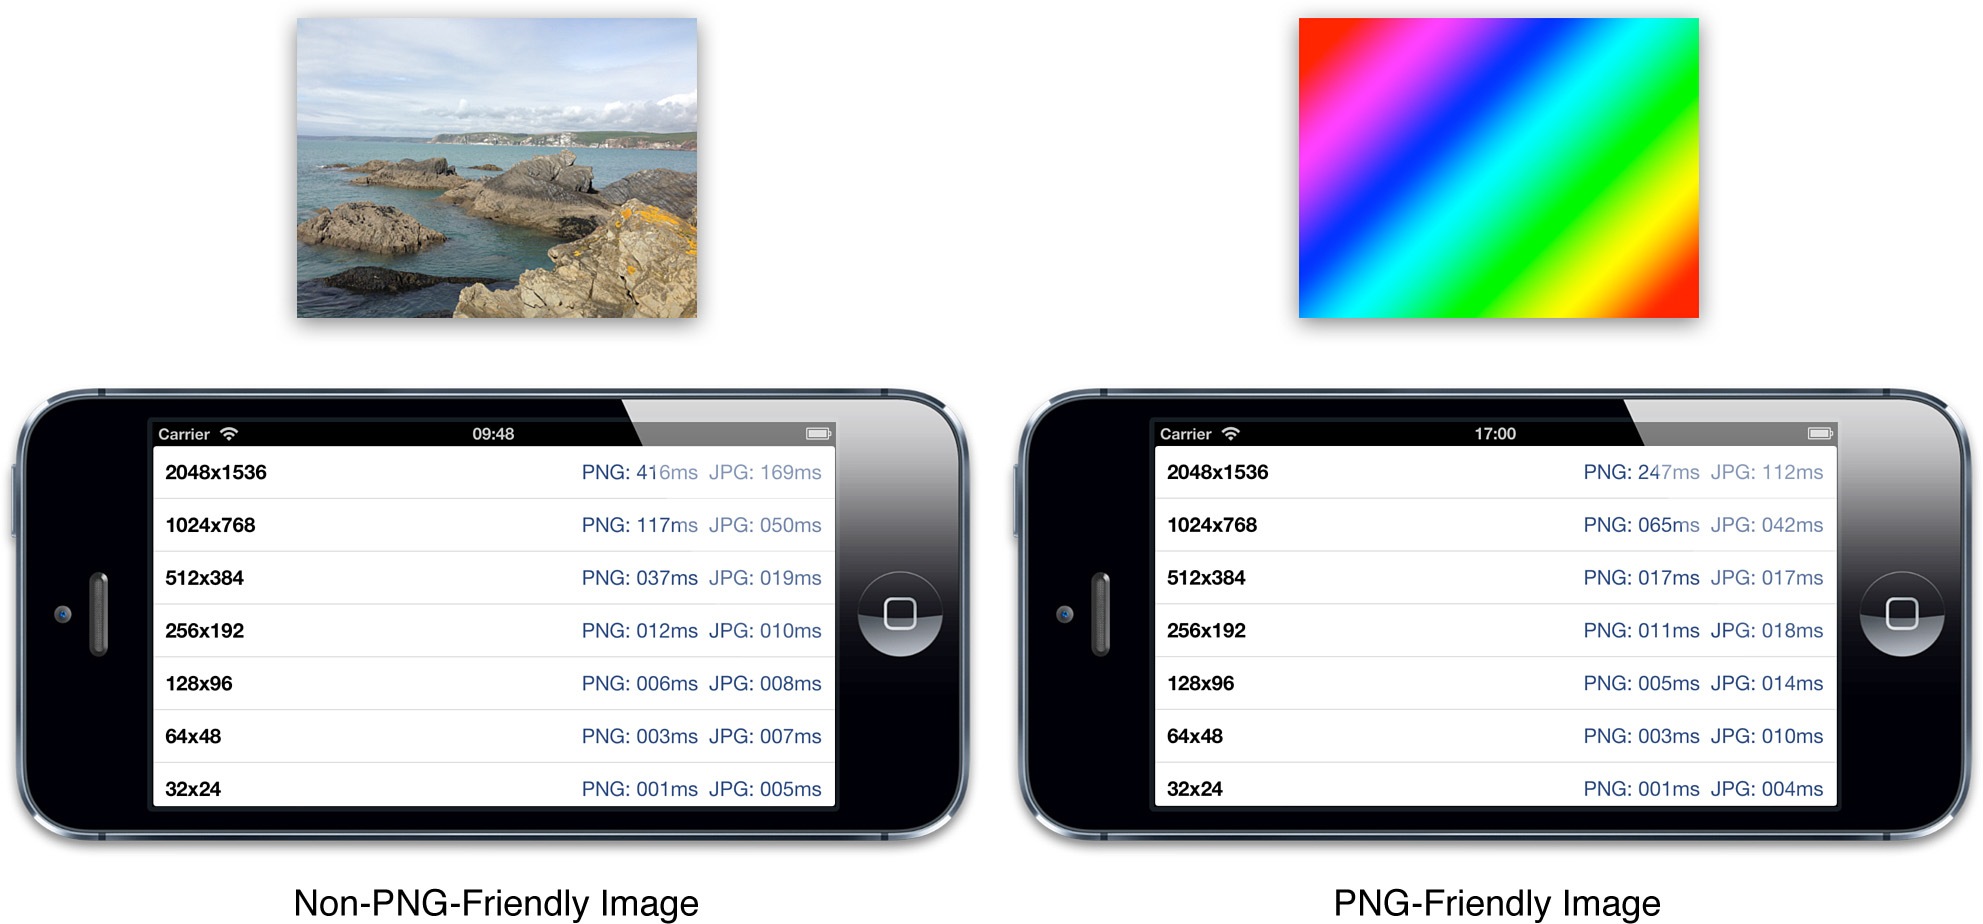 Carrier 09:48
2048x1536 PNG: 416ms JPG: 169ms
1024x768 PNG: 117ms JPG: 050ms
512x384 PNG: 037ms JPG: 019ms
256x192 PNG: 012ms JPG: 010ms
128x96 PNG: 006ms JPG: 008ms
64x48 PNG: 003ms JPG: 007ms
32x24 PNG: 001ms JPG: 005ms
Non-PNG-Friendly Image
Carrier 17:00
2048x1536 PNG: 247ms JPG: 112ms
1024x768 PNG: 065ms JPG: 042ms
512x384 PNG: 017ms JPG: 017ms
256x192 PNG: 011ms JPG: 018ms
128x96 PNG: 005ms JPG: 014ms
64x48 PNG: 003ms JPG: 010ms
32x24 PNG: 001ms JPG: 004ms
PNG-Friendly Image